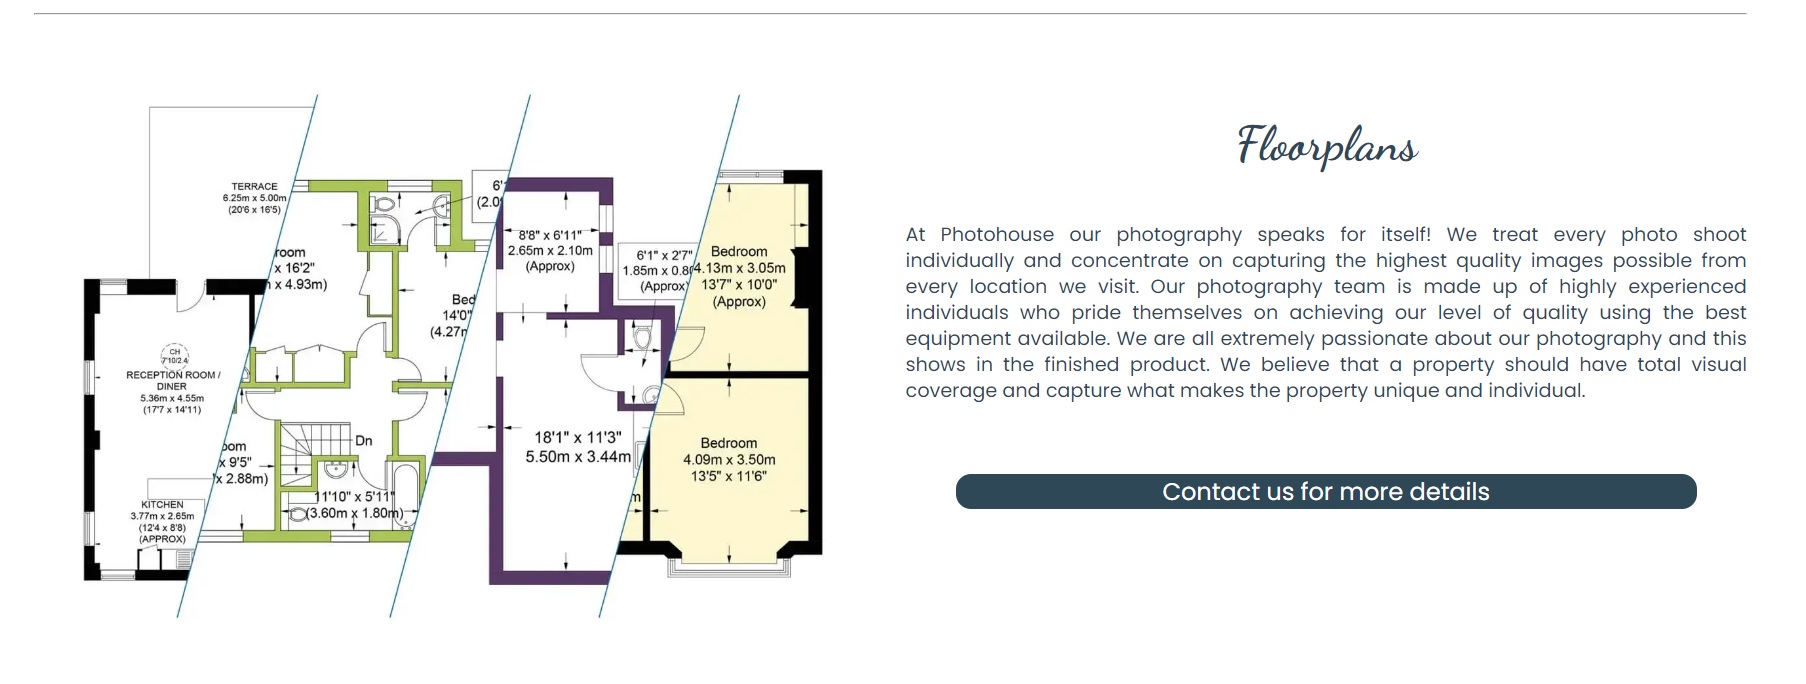 TERRACE
6.25m x 5.00m
(20'6 x 16'5)
CH
7'10/2.4
RECEPTION ROOM /
DINER
5.36m x 4.55m
(17'7 x 14'11)
KITCHEN
3.77m x 2.65m
(12'4 x 8'8)
(APPROX)
room
x 16'2"
x 4.93m)
oom
x 9'5"
x 2.88m)
Dn
11'10" x 5'11"
(3.60m x 1.80m)
Bed
14'0"
(4.27m
6'
(2.0
8'8" x 6'11"
2.65m x 2.10m
(Approx)
6'1" x 2'7"
1.85m x 0.80
(Approx)
18'1" x 11'3"
5.50m x 3.44m
m
Bedroom
4.13m x 3.05m
13'7" x 10'0"
(Approx)
Bedroom
4.09m x 3.50m
13'5" x 11'6"
Floorplans
At Photohouse our photography speaks for itself! We treat every photo shoot
individually and concentrate on capturing the highest quality images possible from
every location we visit. Our photography team is made up of highly experienced
individuals who pride themselves on achieving our level of quality using the best
equipment available. We are all extremely passionate about our photography and this
shows in the finished product. We believe that a property should have total visual
coverage and capture what makes the property unique and individual.
Contact us for more details